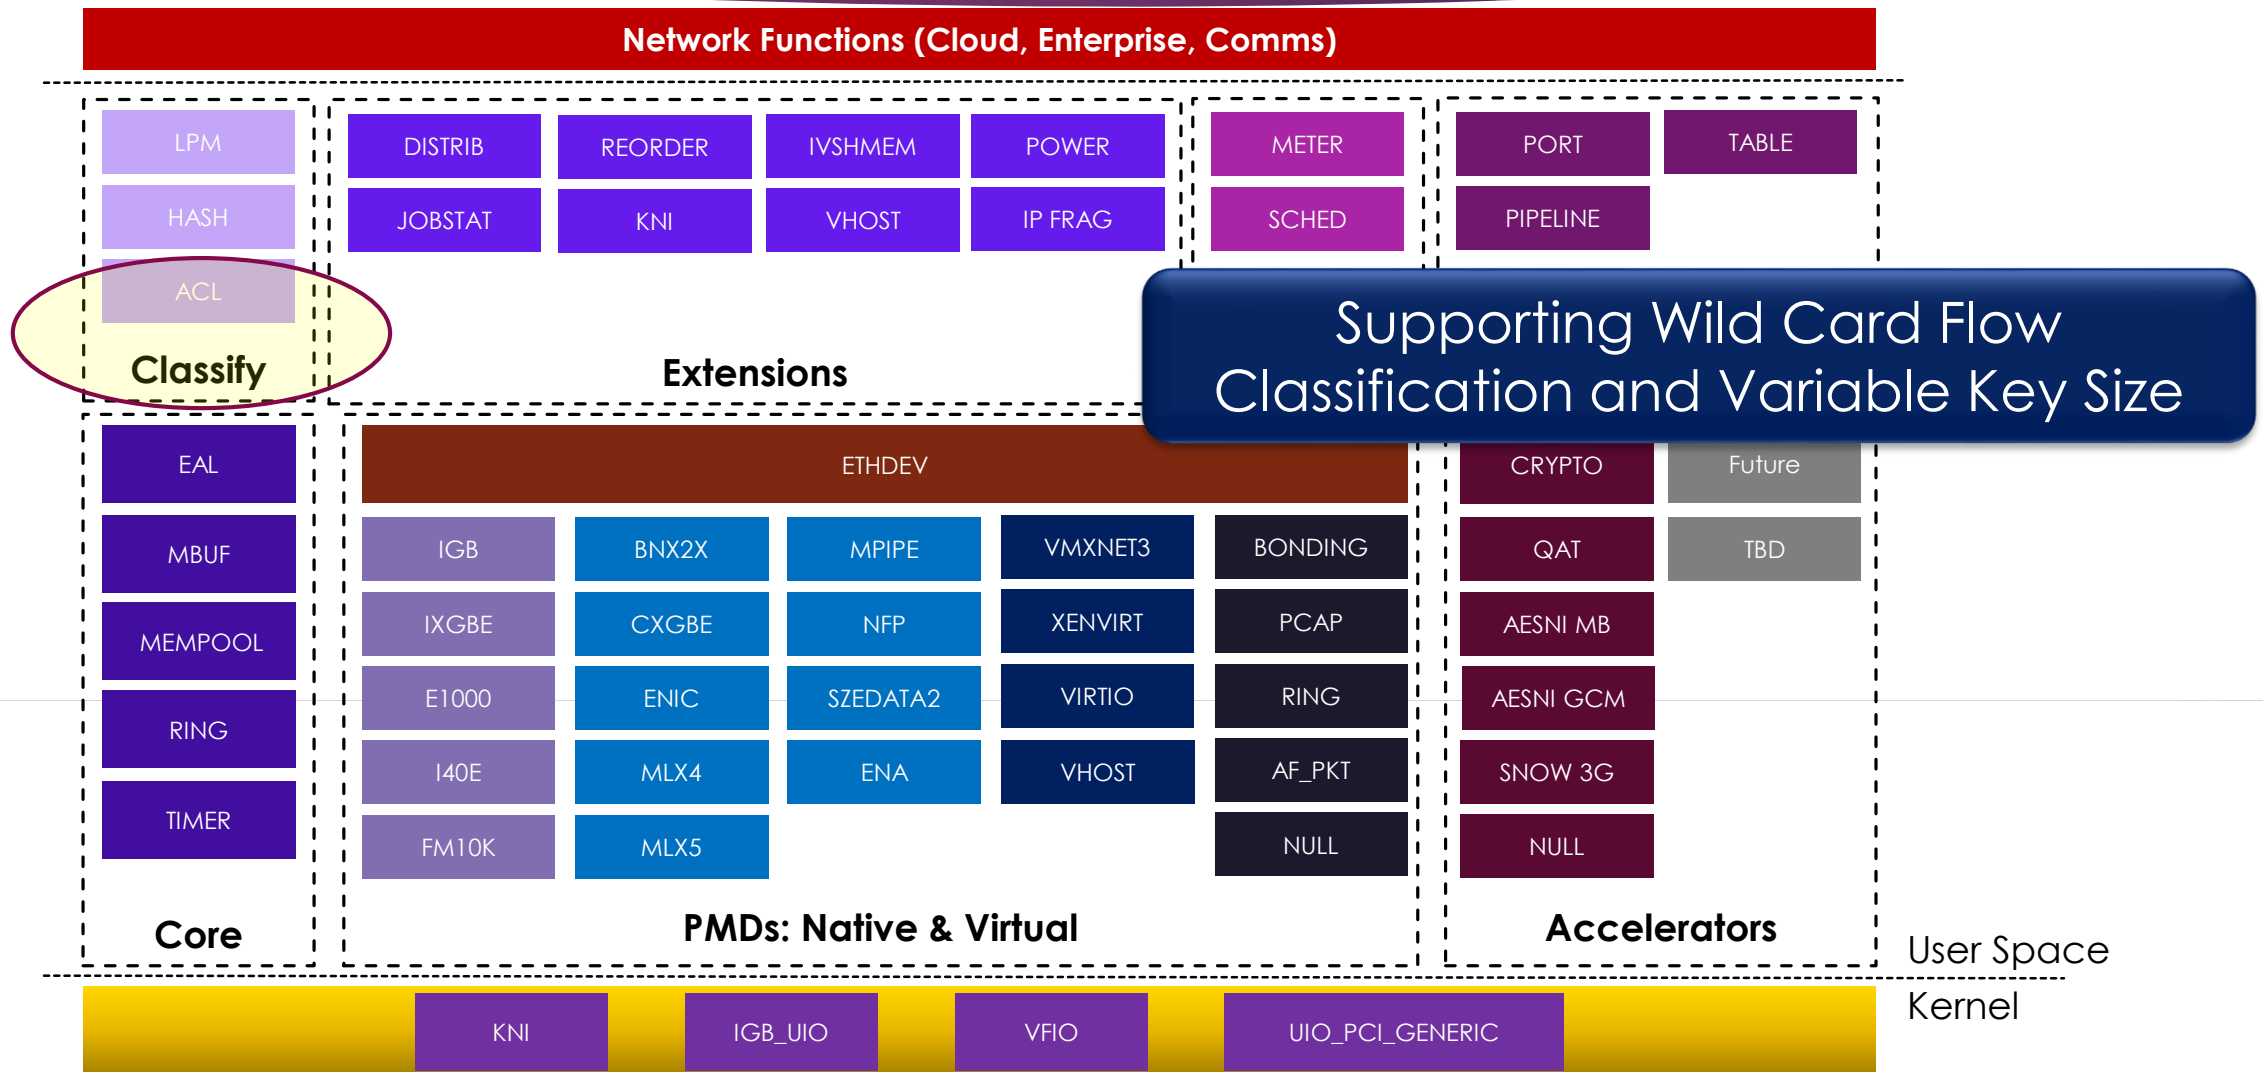 Network Functions (Cloud, Enterprise, Comms)
LPM
HASH
ACL
Classify
DISTRIB
REORDER
IVSHMEM
POWER
JOBSTAT
KNI
VHOST
IP FRAG
Extensions
METER
SCHED
PORT
TABLE
PIPELINE
Supporting Wild Card Flow
Classification and Variable Key Size
EAL
MBUF
MEMPOOL
RING
TIMER
Core
ETHDEV
IGB
BNX2X
MPIPE
VMXNET3
BONDING
IXGBE
CXGBE
NFP
XENVIRT
PCAP
E1000
ENIC
SZEDATA2
VIRTIO
RING
I40E
MLX4
ENA
VHOST
AF_PKT
FM10K
MLX5
NULL
PMDs: Native & Virtual
CRYPTO
Future
QAT
TBD
AESNI MB
AESNI GCM
SNOW 3G
NULL
Accelerators
User Space
Kernel
KNI
IGB_UIO
VFIO
UIO_PCI_GENERIC